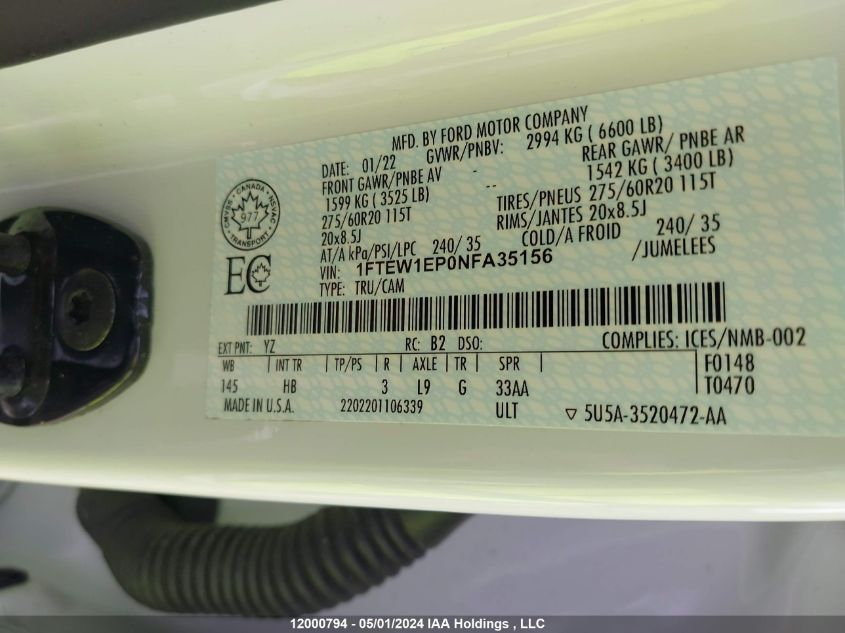 MFD. BY FORD MOTOR COMPANY
DATE: 01/22 GVWR/PNBV: 2994 KG ( 6600 LB)
FRONT GAWR/PNBE AV - REAR GAWR/ PNBE AR
1599 KG ( 3525 LB) -- 1542 KG ( 3400 LB)
275/60R20 115T TIRES/PNEUS 275/60R20 115T
20x8.5J RIMS/JANTES 20x8.5J
AT/A kPa/PSI/LPC 240/ 35 COLD/A FROID 240/ 35
VIN: 1FTEW1EP0NFA35156 /JUMELEES
TYPE: TRU/CAM
CANADA
CMVSS NSVAC
977
TRANSPORT
EC
EXT PNT: YZ RC: B2 DSO: COMPLIES: ICES/NMB-002
WB INT TR TP/PS R AXLE TR SPR F0148
145 HB 3 L9 G 33AA T0470
MADE IN U.S.A. 2202201106339 ULT ▽ 5U5A-3520472-AA
12000794 - 05/01/2024 IAA Holdings , LLC